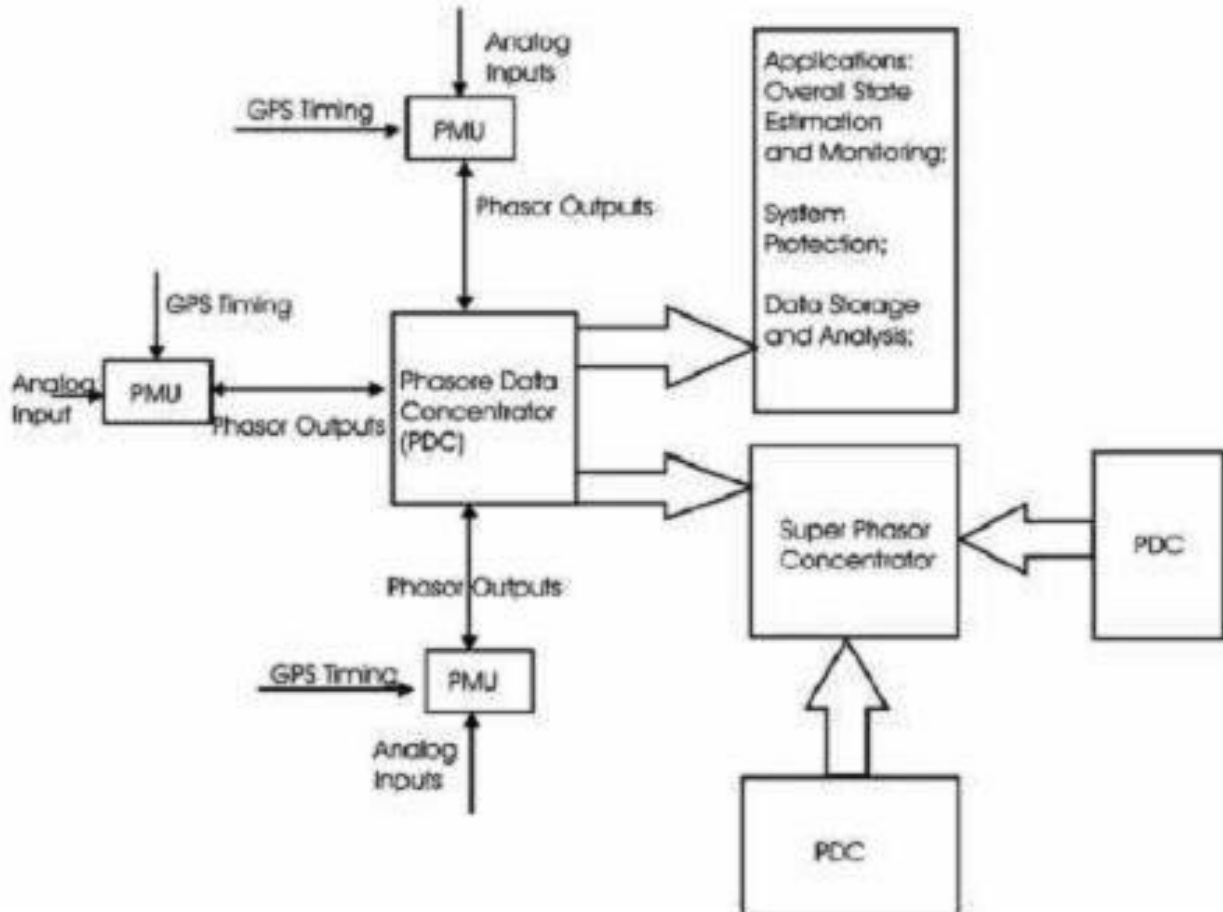 Analog
Inputs
GPS Timing
PMU
Phasor Outputs
Applications:
Overall State
Estimation
and Monitoring;
System
Protection;
Data Storage
and Analysis;
GPS Timing
Analog
Input
PMU
Phasor Outputs
Phasore Data
Concentrator
(PDC)
Super Phasor
Concentrator
PDC
Phasor Outputs
GPS Timing
PMU
Analog
Inputs
PDC